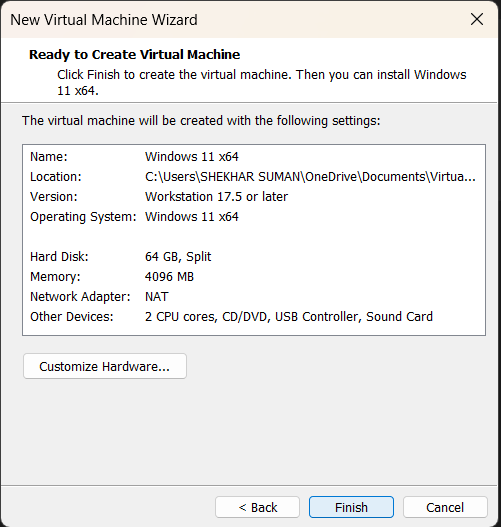 New Virtual Machine Wizard
Ready to Create Virtual Machine
Click Finish to create the virtual machine. Then you can install Windows
11 x64.
The virtual machine will be created with the following settings:
Name: Windows 11 x64
Location: C:\Users\SHEKHAR SUMAN\OneDrive\Documents\Virtua...
Version: Workstation 17.5 or later
Operating System: Windows 11 x64
Hard Disk: 64 GB, Split
Memory: 4096 MB
Network Adapter: NAT
Other Devices: 2 CPU cores, CD/DVD, USB Controller, Sound Card
Customize Hardware...
< Back Finish Cancel